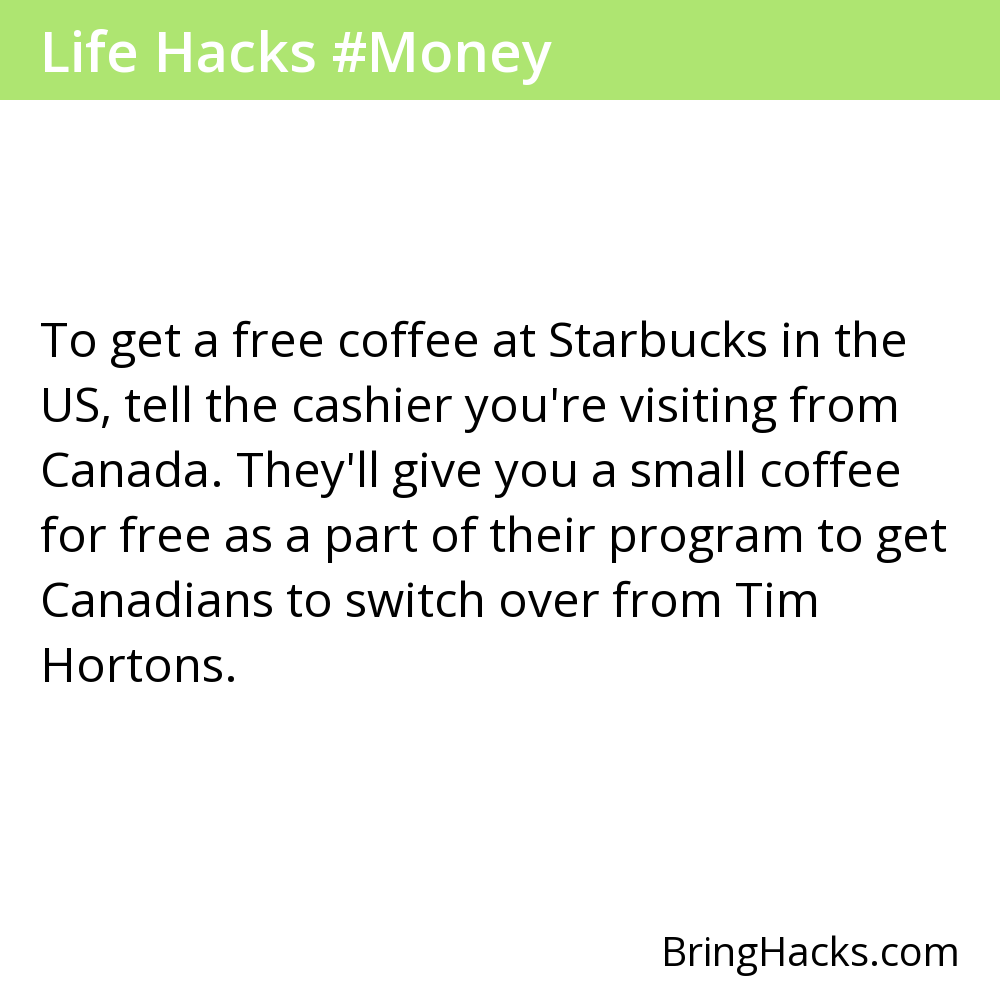 Life Hacks #Money
To get a free coffee at Starbucks in the
US, tell the cashier you're visiting from
Canada. They'll give you a small coffee
for free as a part of their program to get
Canadians to switch over from Tim
Hortons.
BringHacks.com